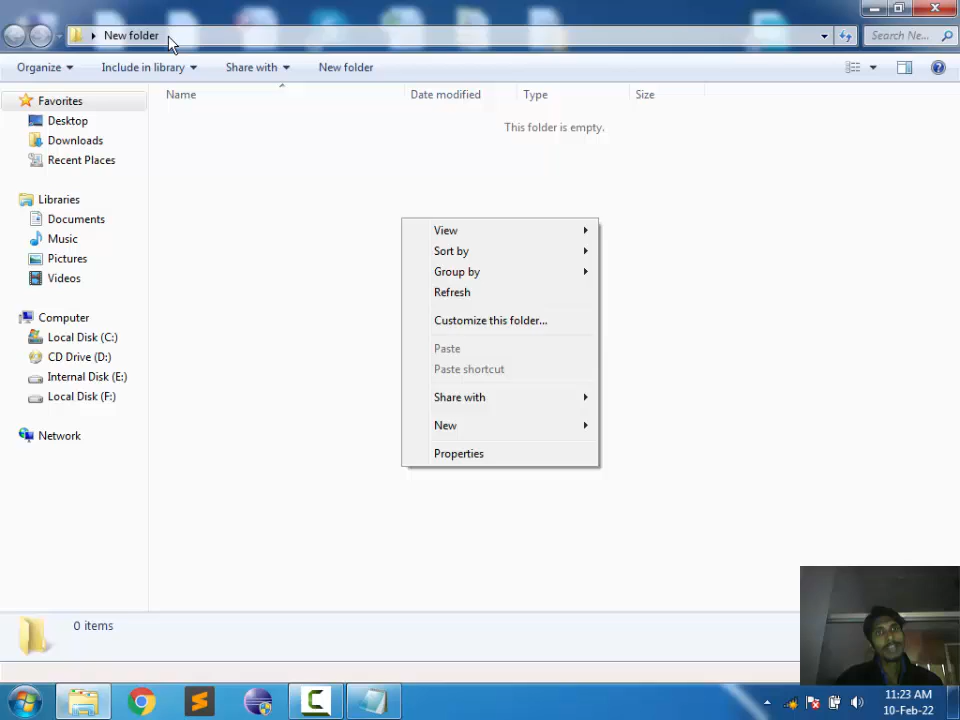 New folder
Search Ne...
Organize
Include in library
Share with
New folder
Favorites
Desktop
Downloads
Recent Places
Libraries
Documents
Music
Pictures
Videos
Computer
Local Disk (C:)
CD Drive (D:)
Internal Disk (E:)
Local Disk (F:)
Network
Name
Date modified
Type
Size
This folder is empty.
View
Sort by
Group by
Refresh
Customize this folder...
Paste
Paste shortcut
Share with
New
Properties
0 items
11:23 AM
10-Feb-22